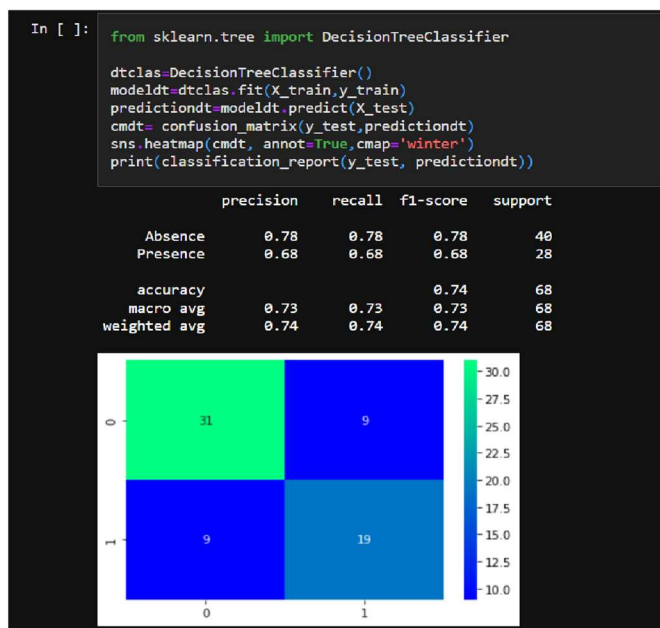 In [ ]:
from sklearn.tree import DecisionTreeClassifier
dtclas=DecisionTreeClassifier()
modeldt=dtclas.fit(X_train,y_train)
predictiondt=modeldt.predict(X_test)
cmdt= confusion_matrix(y_test,predictiondt)
sns.heatmap(cmdt, annot=True,cmap='winter')
print(classification_report(y_test, predictiondt))
precision recall f1-score support
Absence 0.78 0.78 0.78 40
Presence 0.68 0.68 0.68 28
accuracy 0.74 68
macro avg 0.73 0.73 0.73 68
weighted avg 0.74 0.74 0.74 68
0
31 9
1
9 19
0 1
30.0
27.5
25.0
22.5
20.0
17.5
15.0
12.5
10.0